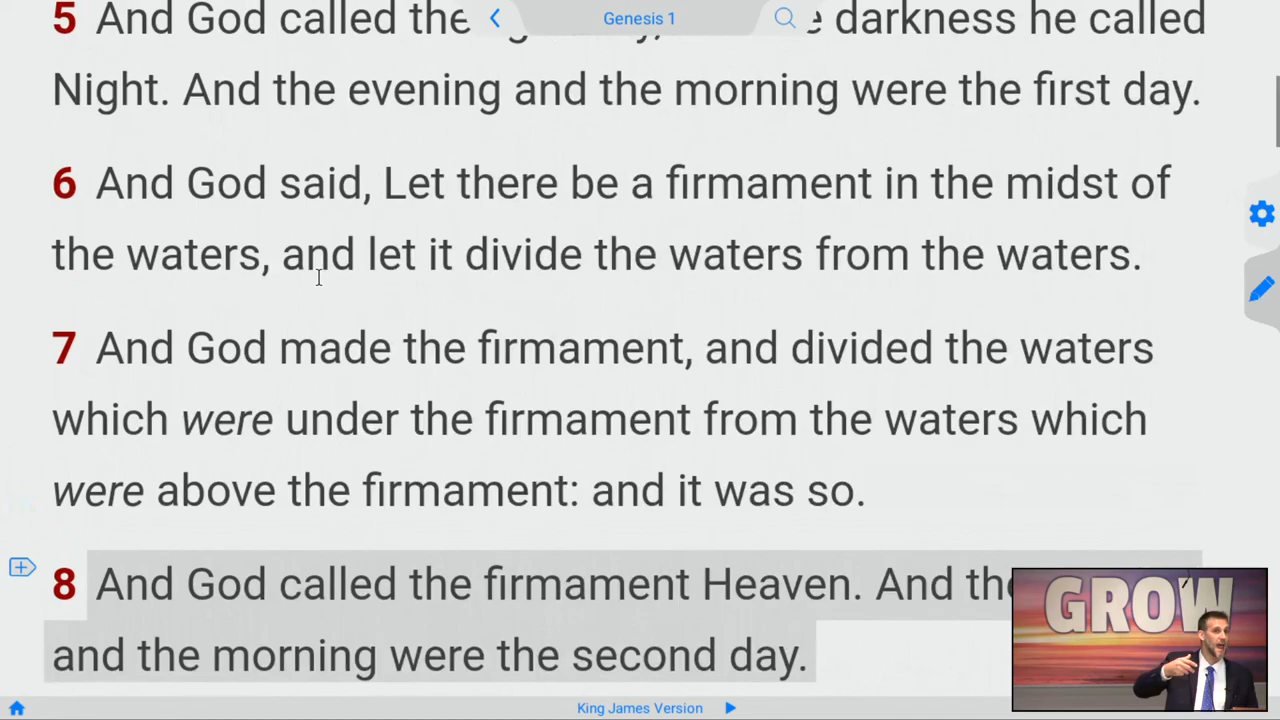 Genesis 1
5 And God called the darkness he called
Night. And the evening and the morning were the first day.
6 And God said, Let there be a firmament in the midst of
the waters, and let it divide the waters from the waters.
7 And God made the firmament, and divided the waters
which were under the firmament from the waters which
were above the firmament: and it was so.
8 And God called the firmament Heaven. And the
and the morning were the second day.
GROW
King James Version